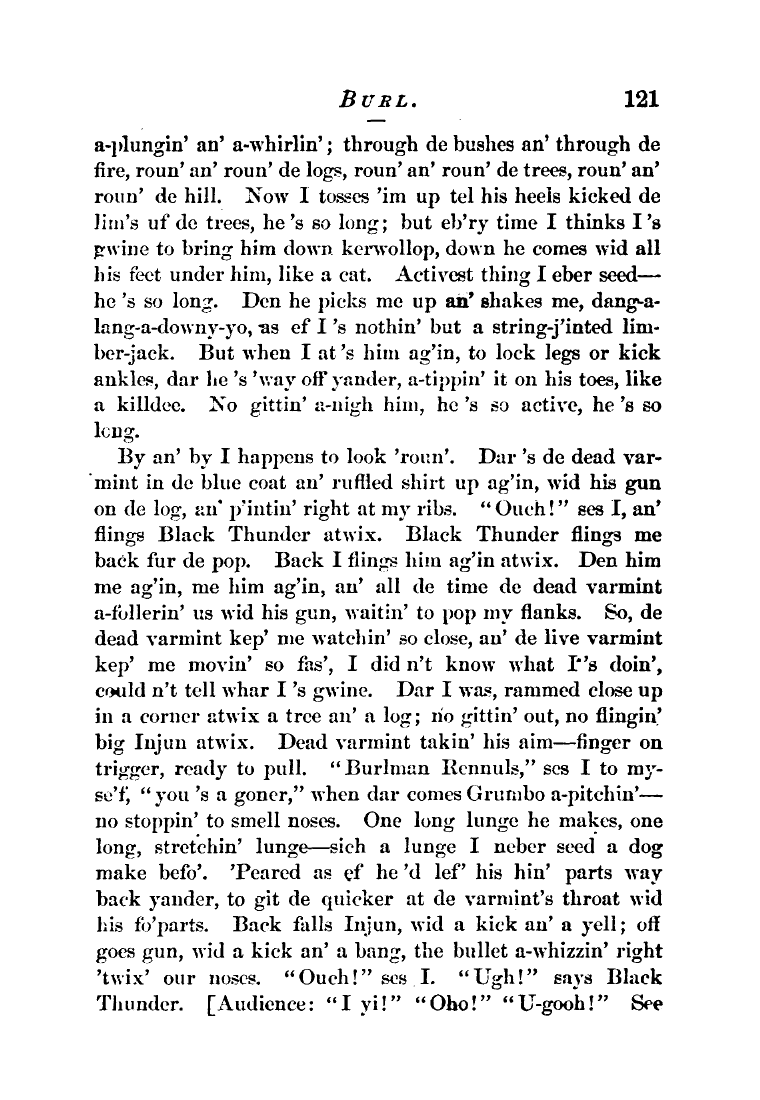 BURL. 121
a-plungin' an' a-whirlin'; through de bushes an' through de
fire, roun' an' roun' de logs, roun' an' roun' de trees, roun' an'
roun' de hill. Now I tosses 'im up tel his heels kicked de
lim's uf de trees, he 's so long; but eb'ry time I thinks I 's
gwine to bring him down kerwollop, down he comes wid all
his feet under him, like a cat. Activest thing I eber seed—
he 's so long. Den he picks me up an' shakes me, dang-a-
lang-a-downy-yo, as ef I 's nothin' but a string-j'inted lim-
ber-jack. But when I at 's him ag'in, to lock legs or kick
ankles, dar he 's 'way off yander, a-tippin' it on his toes, like
a killdee. No gittin' a-nigh him, he 's so active, he 's so
long.
By an' by I happens to look 'roun'. Dar 's de dead var-
mint in de blue coat an' ruffled shirt up ag'in, wid his gun
on de log, an' p'intin' right at my ribs. "Ouch!" ses I, an'
flings Black Thunder atwix. Black Thunder flings me
back fur de pop. Back I flings him ag'in atwix. Den him
me ag'in, me him ag'in, an' all de time de dead varmint
a-follerin' us wid his gun, waitin' to pop my flanks. So, de
dead varmint kep' me watchin' so close, an' de live varmint
kep' me movin' so fas', I did n't know what I 's doin',
could n't tell whar I 's gwine. Dar I was, rammed close up
in a corner atwix a tree an' a log; no gittin' out, no flingin'
big Injun atwix. Dead varmint takin' his aim—finger on
trigger, ready to pull. "Burlman Rennuls," ses I to my-
se'f, "you 's a goner," when dar comes Grumbo a-pitchin'—
no stoppin' to smell noses. One long lunge he makes, one
long, stretchin' lunge—sich a lunge I neber seed a dog
make befo'. 'Peared as ef he 'd lef' his hin' parts way
back yander, to git de quicker at de varmint's throat wid
his fo'parts. Back falls Injun, wid a kick an' a yell; off
goes gun, wid a kick an' a bang, the bullet a-whizzin' right
'twix' our noses. "Ouch!" ses I. "Ugh!" says Black
Thunder. [Audience: "I yi!" "Oho!" "U-gooh!" See